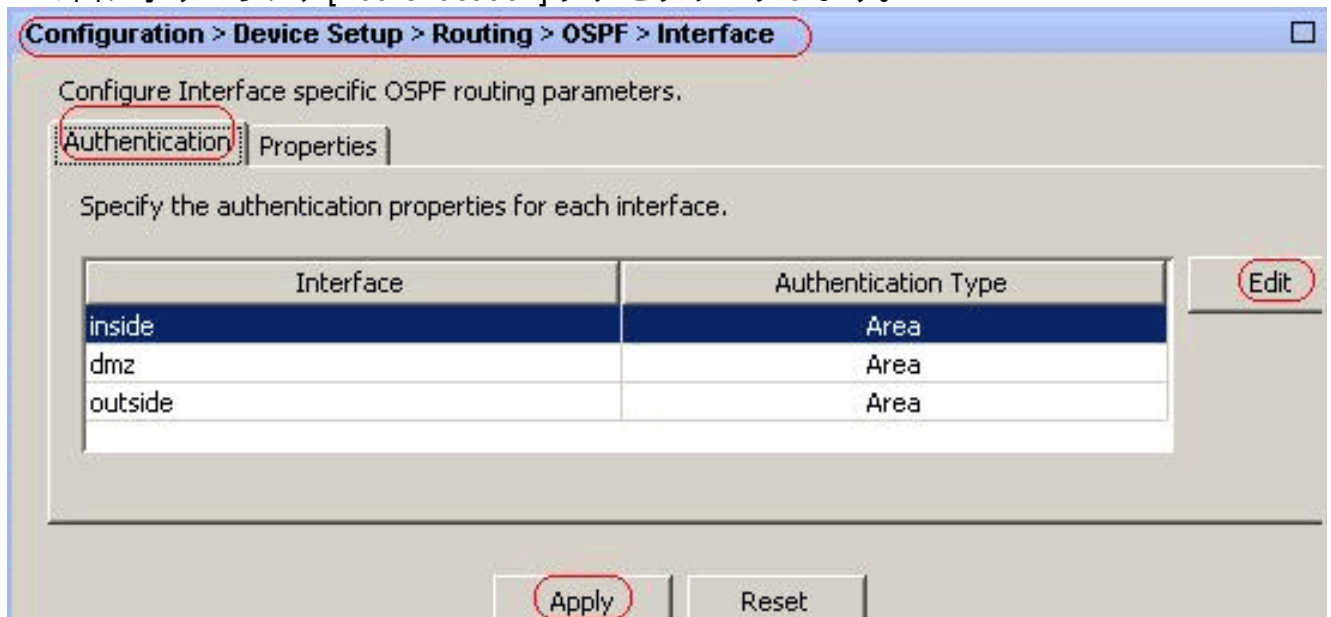 Configuration > Device Setup > Routing > OSPF > Interface
Configure Interface specific OSPF routing parameters.
Authentication Properties
Specify the authentication properties for each interface.
Interface Authentication Type Edit
inside Area
dmz Area
outside Area
Apply Reset